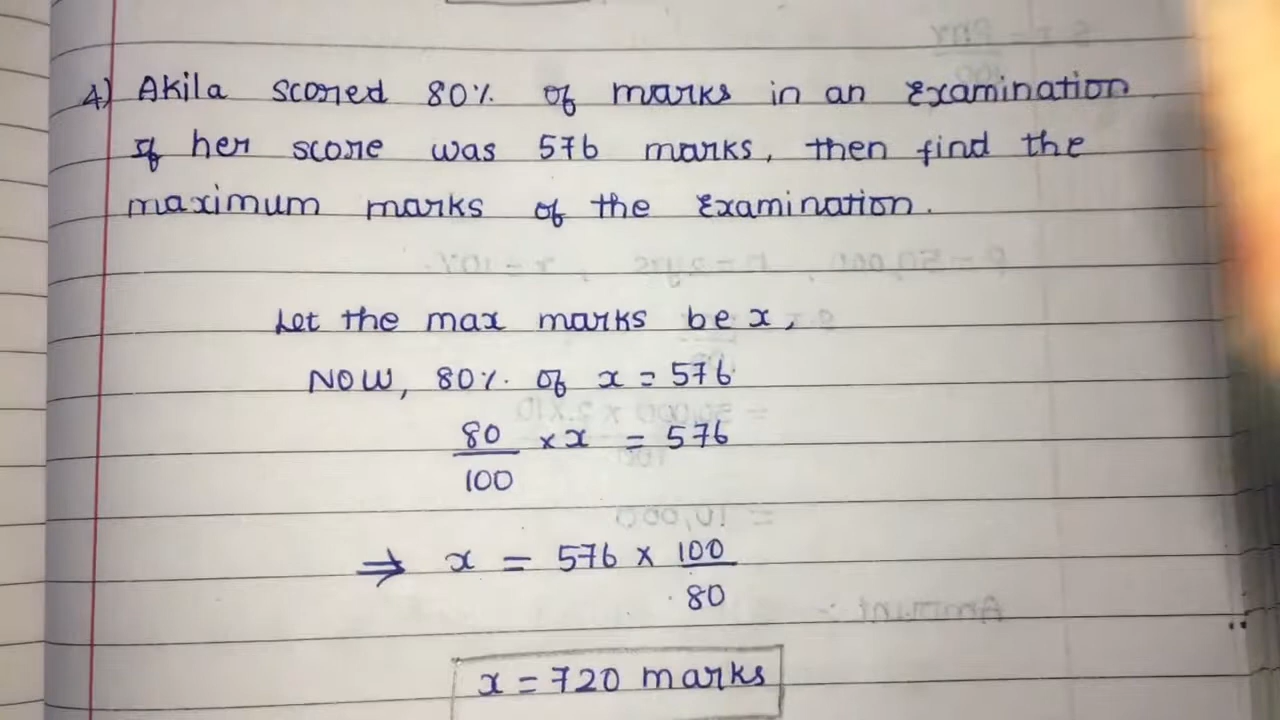 4) Akila scored 80% of marks in an Examination
If her score was 576 marks, then find the
maximum marks of the Examination.
Let the max marks be x,
NOW, 80% of x = 576
80/100 × x = 576
⇒ x = 576 × 100/80
x = 720 marks